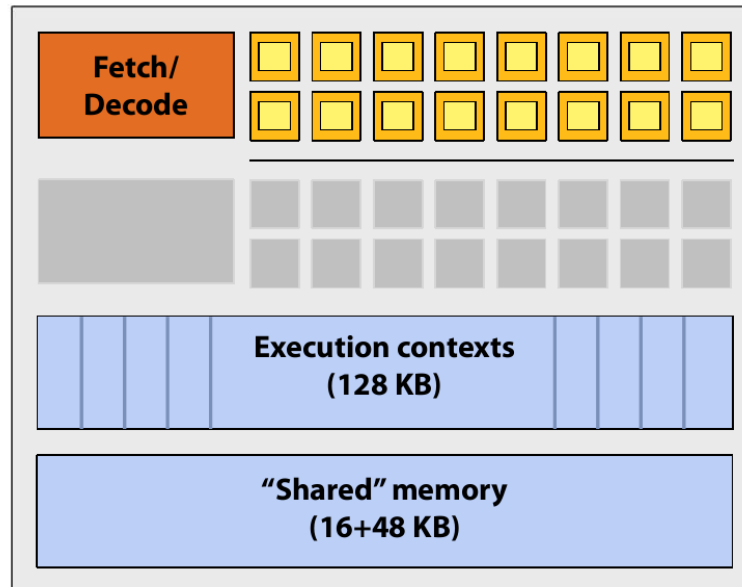 Fetch/
Decode
Execution contexts
(128 KB)
“Shared” memory
(16+48 KB)